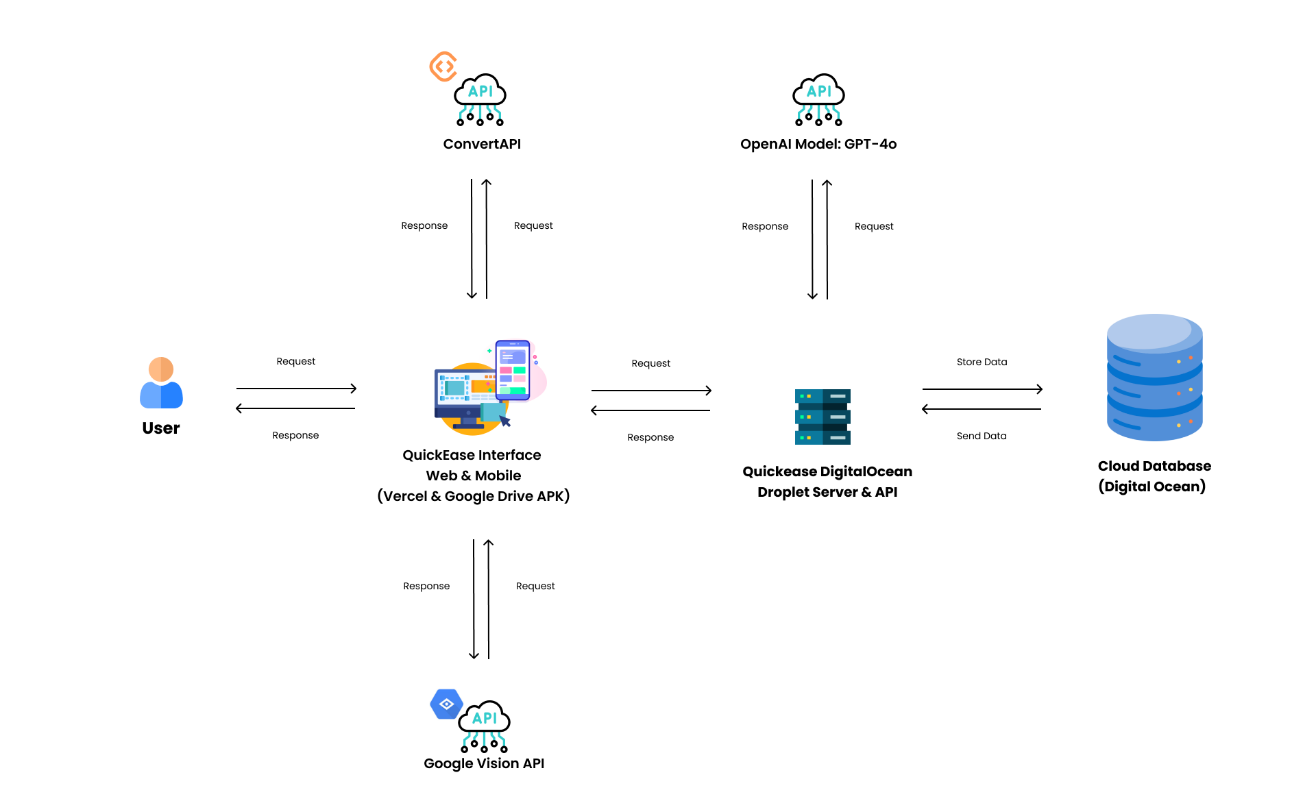 API
ConvertAPI
API
OpenAI Model: GPT-4o
Response
Request
Response
Request
User
Request
Response
QuickEase Interface
Web & Mobile
(Vercel & Google Drive APK)
Request
Response
Quickease DigitalOcean
Droplet Server & API
Store Data
Send Data
Cloud Database
(Digital Ocean)
Response
Request
API
Google Vision API